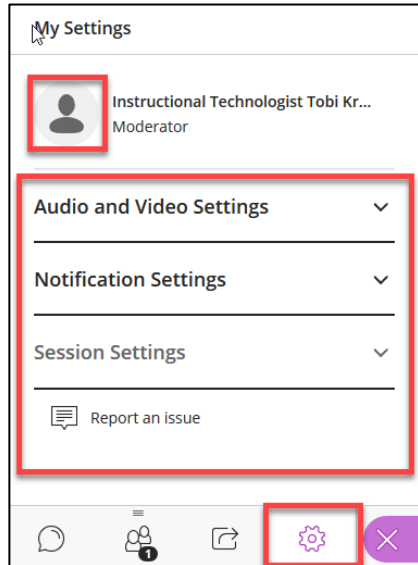 My Settings
Instructional Technologist Tobi Kr...
Moderator
Audio and Video Settings
Notification Settings
Session Settings
Report an issue
1